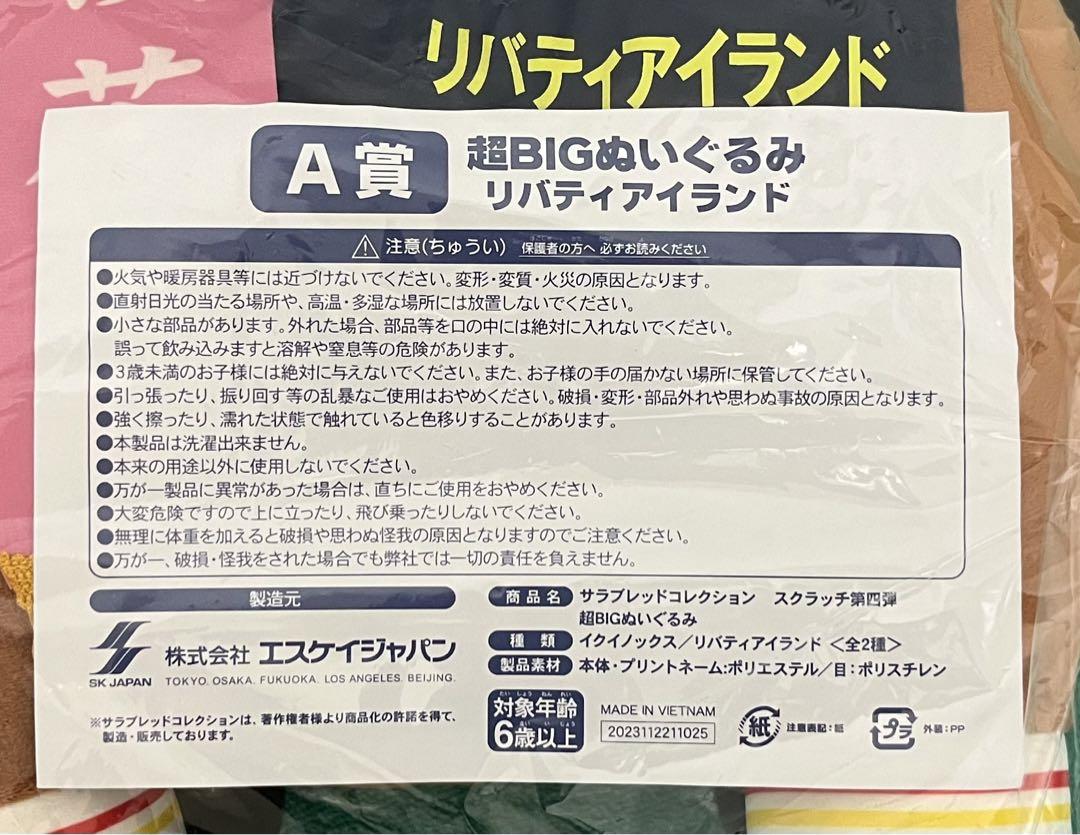 リバティアイランド
A賞
超BIGぬいぐるみ
リバティアイランド
注意(ちゅうい) 保護者の方へ 必ずお読みください
●火気や暖房器具等には近づけないでください。変形・変質・火災の原因となります。
●直射日光の当たる場所や、高温・多湿な場所には放置しないでください。
●小さな部品があります。外れた場合、部品等を口の中には絶対に入れないでください。
誤って飲み込みますと溶解や窒息等の危険があります。
●3歳未満のお子様には絶対に与えないでください。また、お子様の手の届かない場所に保管してください。
●引っ張ったり、振り回す等の乱暴なご使用はおやめください。破損・変形・部品外れや思わぬ事故の原因となります。
●強く擦ったり、濡れた状態で触れていると色移りすることがあります。
●本製品は洗濯出来ません。
●本来の用途以外に使用しないでください。
●万が一製品に異常があった場合は、直ちにご使用をおやめください。
●大変危険ですので上に立ったり、飛び乗ったりしないでください。
●無理に体重を加えると破損や思わぬ怪我の原因となりますのでご注意ください。
●万が一、破損・怪我をされた場合でも弊社では一切の責任を負えません。
製造元
SK JAPAN
株式会社 エスケイジャパン
TOKYO. OSAKA. FUKUOKA. LOS ANGELES. BEIJING.
※サラブレッドコレクションは、著作権者様より商品化の許諾を得て、
製造・販売しております。
商品名 サラブレッドコレクション スクラッチ第四弾
超BIGぬいぐるみ
種類 イクイノックス/リバティアイランド <全2種>
製品素材 本体・プリントネーム:ポリエステル/目:ポリスチレン
たいしょうねんれい
対象年齢
さいいじょう
6歳以上
MADE IN VIETNAM
2023112211025
紙 注意表記:紙
プラ 外装:PP